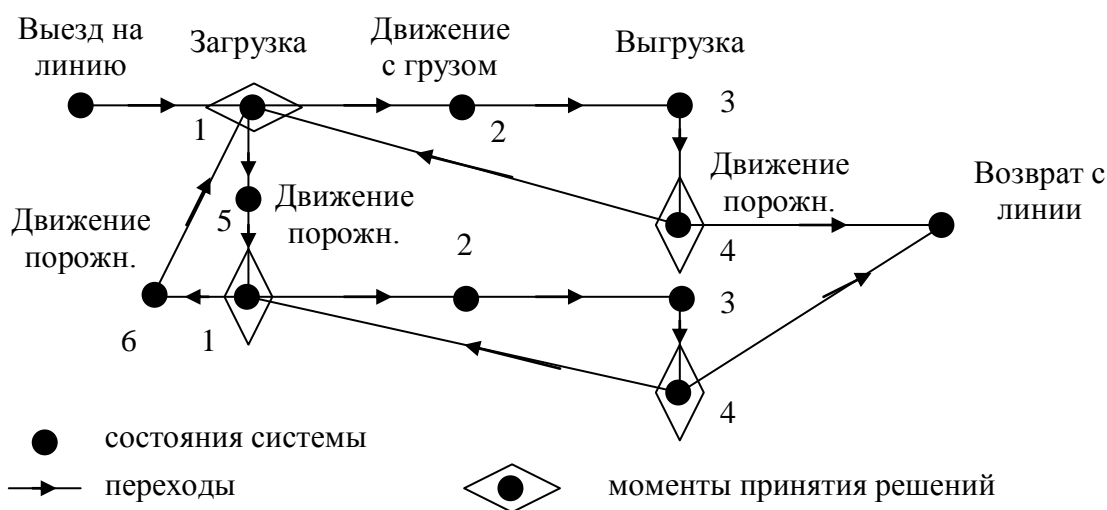 Выезд на
линию
Загрузка
Движение
с грузом
Выгрузка
1
2
3
Движение
порожн.
Возврат с
линии
5
Движение
порожн.
Движение
порожн.
4
2
3
6
1
4
состояния системы
переходы
моменты принятия решений